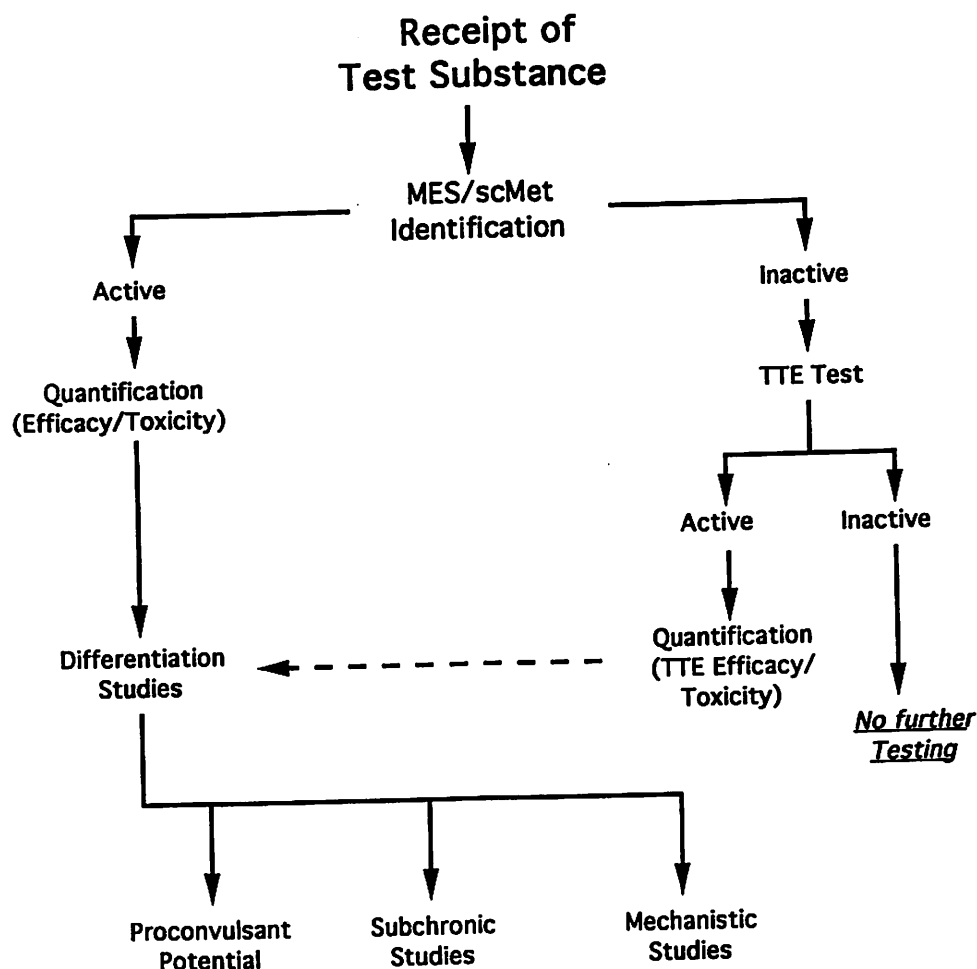 Receipt of
Test Substance
MES/scMet
Identification
Active
Inactive
Quantification
(Efficacy/Toxicity)
TTE Test
Active
Inactive
Differentiation
Studies
Quantification
(TTE Efficacy/
Toxicity)
No further
Testing
Proconvulsant
Potential
Subchronic
Studies
Mechanistic
Studies